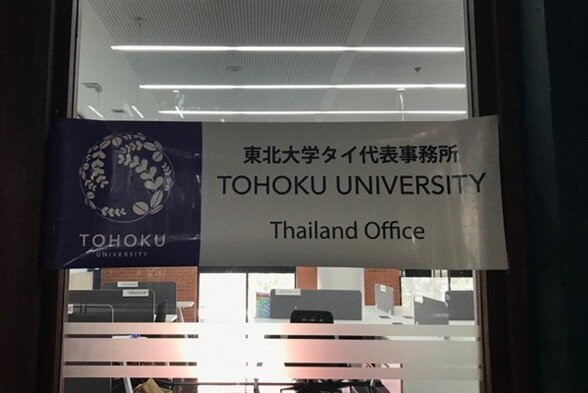 東北大学タイ代表事務所
TOHOKU UNIVERSITY
Thailand Office
TOHOKU
UNIVERSITY